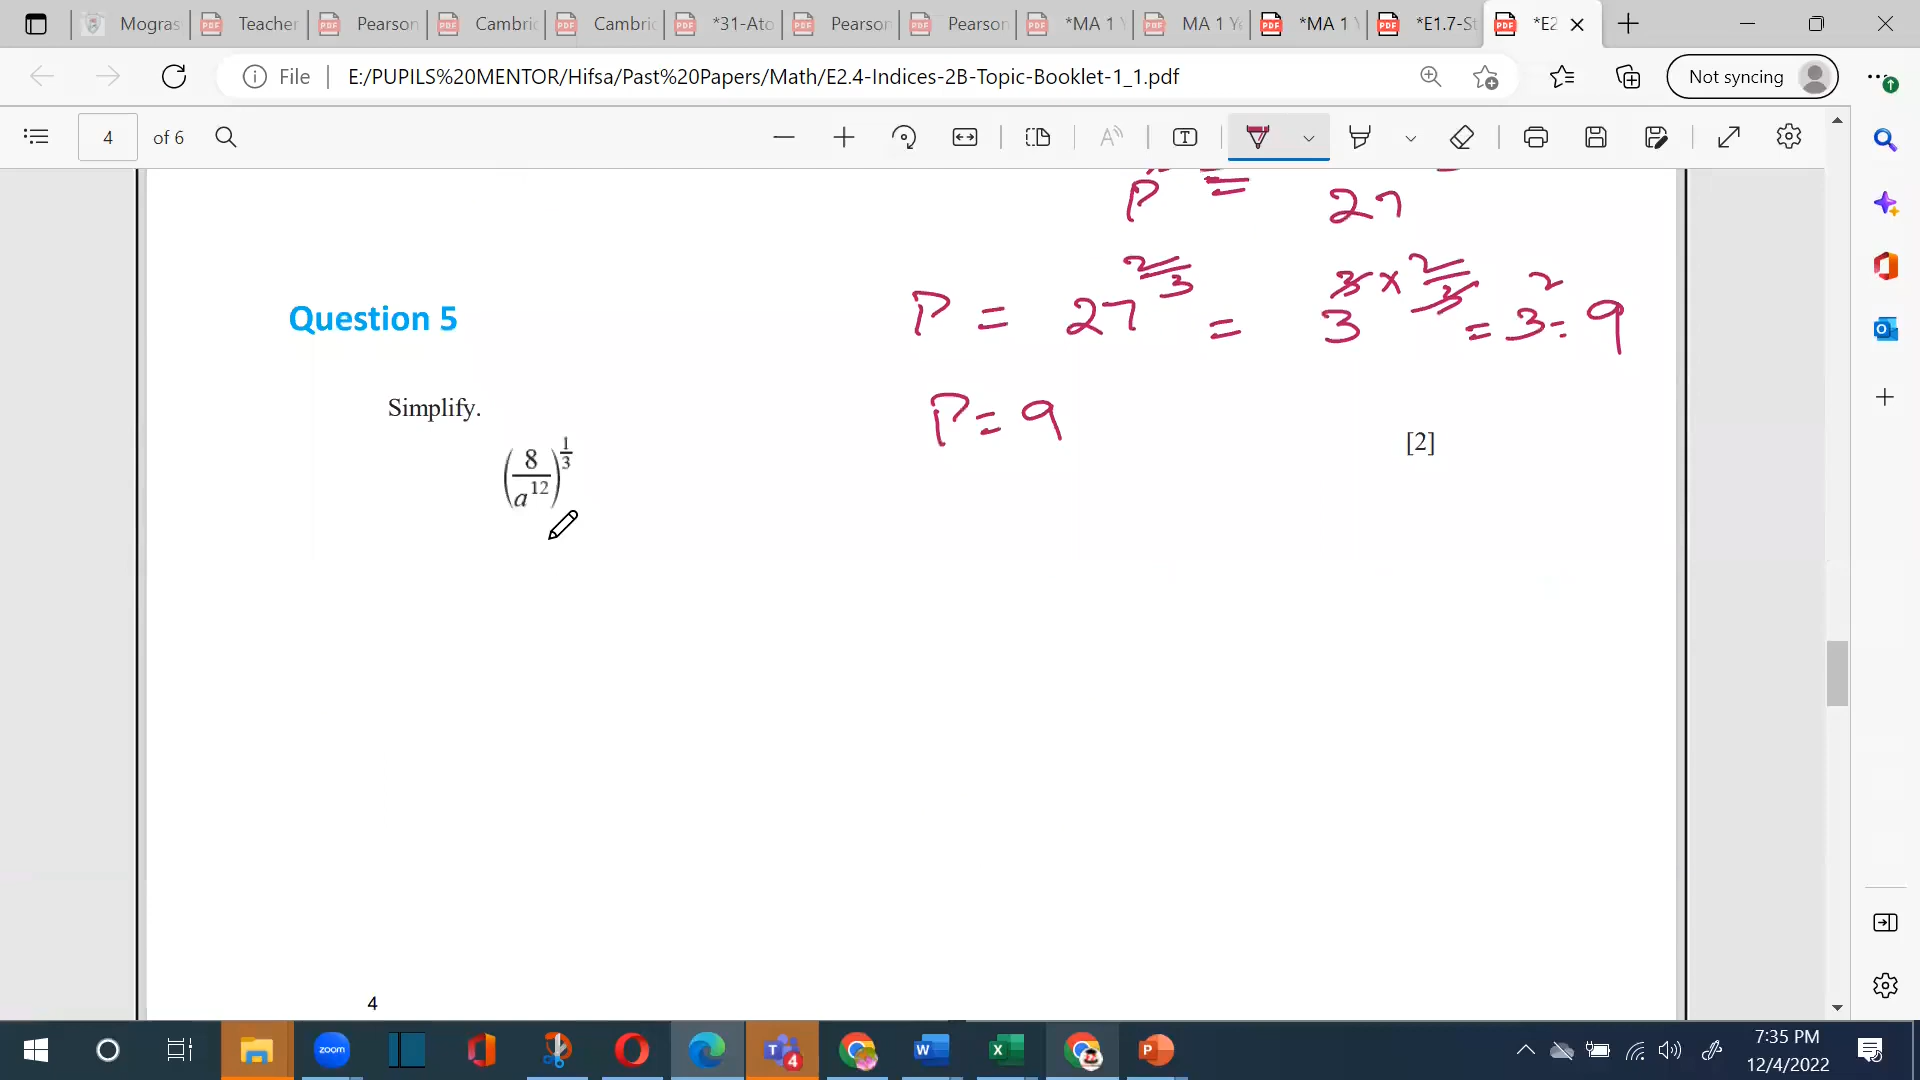 Mogras
Teacher
Pearson
Cambric
Cambric
*31-Ato
Pearson
Pearson
*MA 1 Y
MA 1 Ye
*MA 1 Y
*E1.7-St
*E2
File
E:/PUPILS%20MENTOR/Hifsa/Past%20Papers/Math/E2.4-Indices-2B-Topic-Booklet-1_1.pdf
Not syncing
4 of 6
P = 27
P = 27^{2/3} = 3^{3 × 2/3} = 3^2 = 9
Question 5
Simplify.
P = 9
[2]
(8/a^{12})^{1/3}
4
zoom
4
7:35 PM
12/4/2022